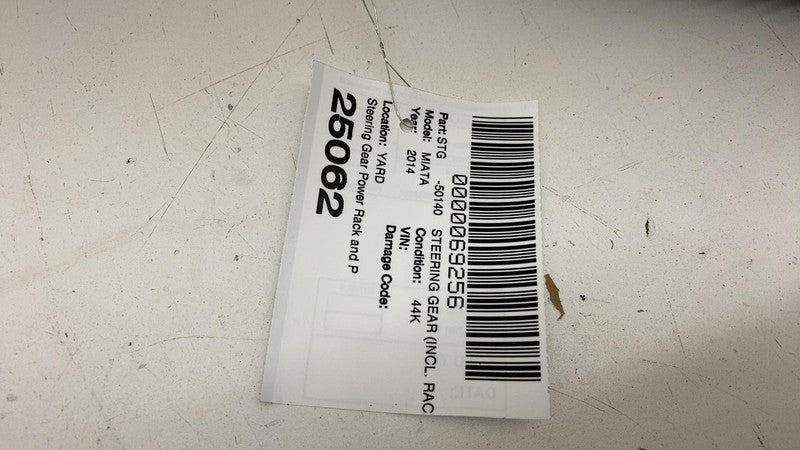 0000069256
Part: STG -50140 STEERING GEAR (INCL. RAC
Model: MIATA Condition: 44K
Year: 2014 VIN:
Location: YARD Damage Code:
Steering Gear Power Rack and P
25062